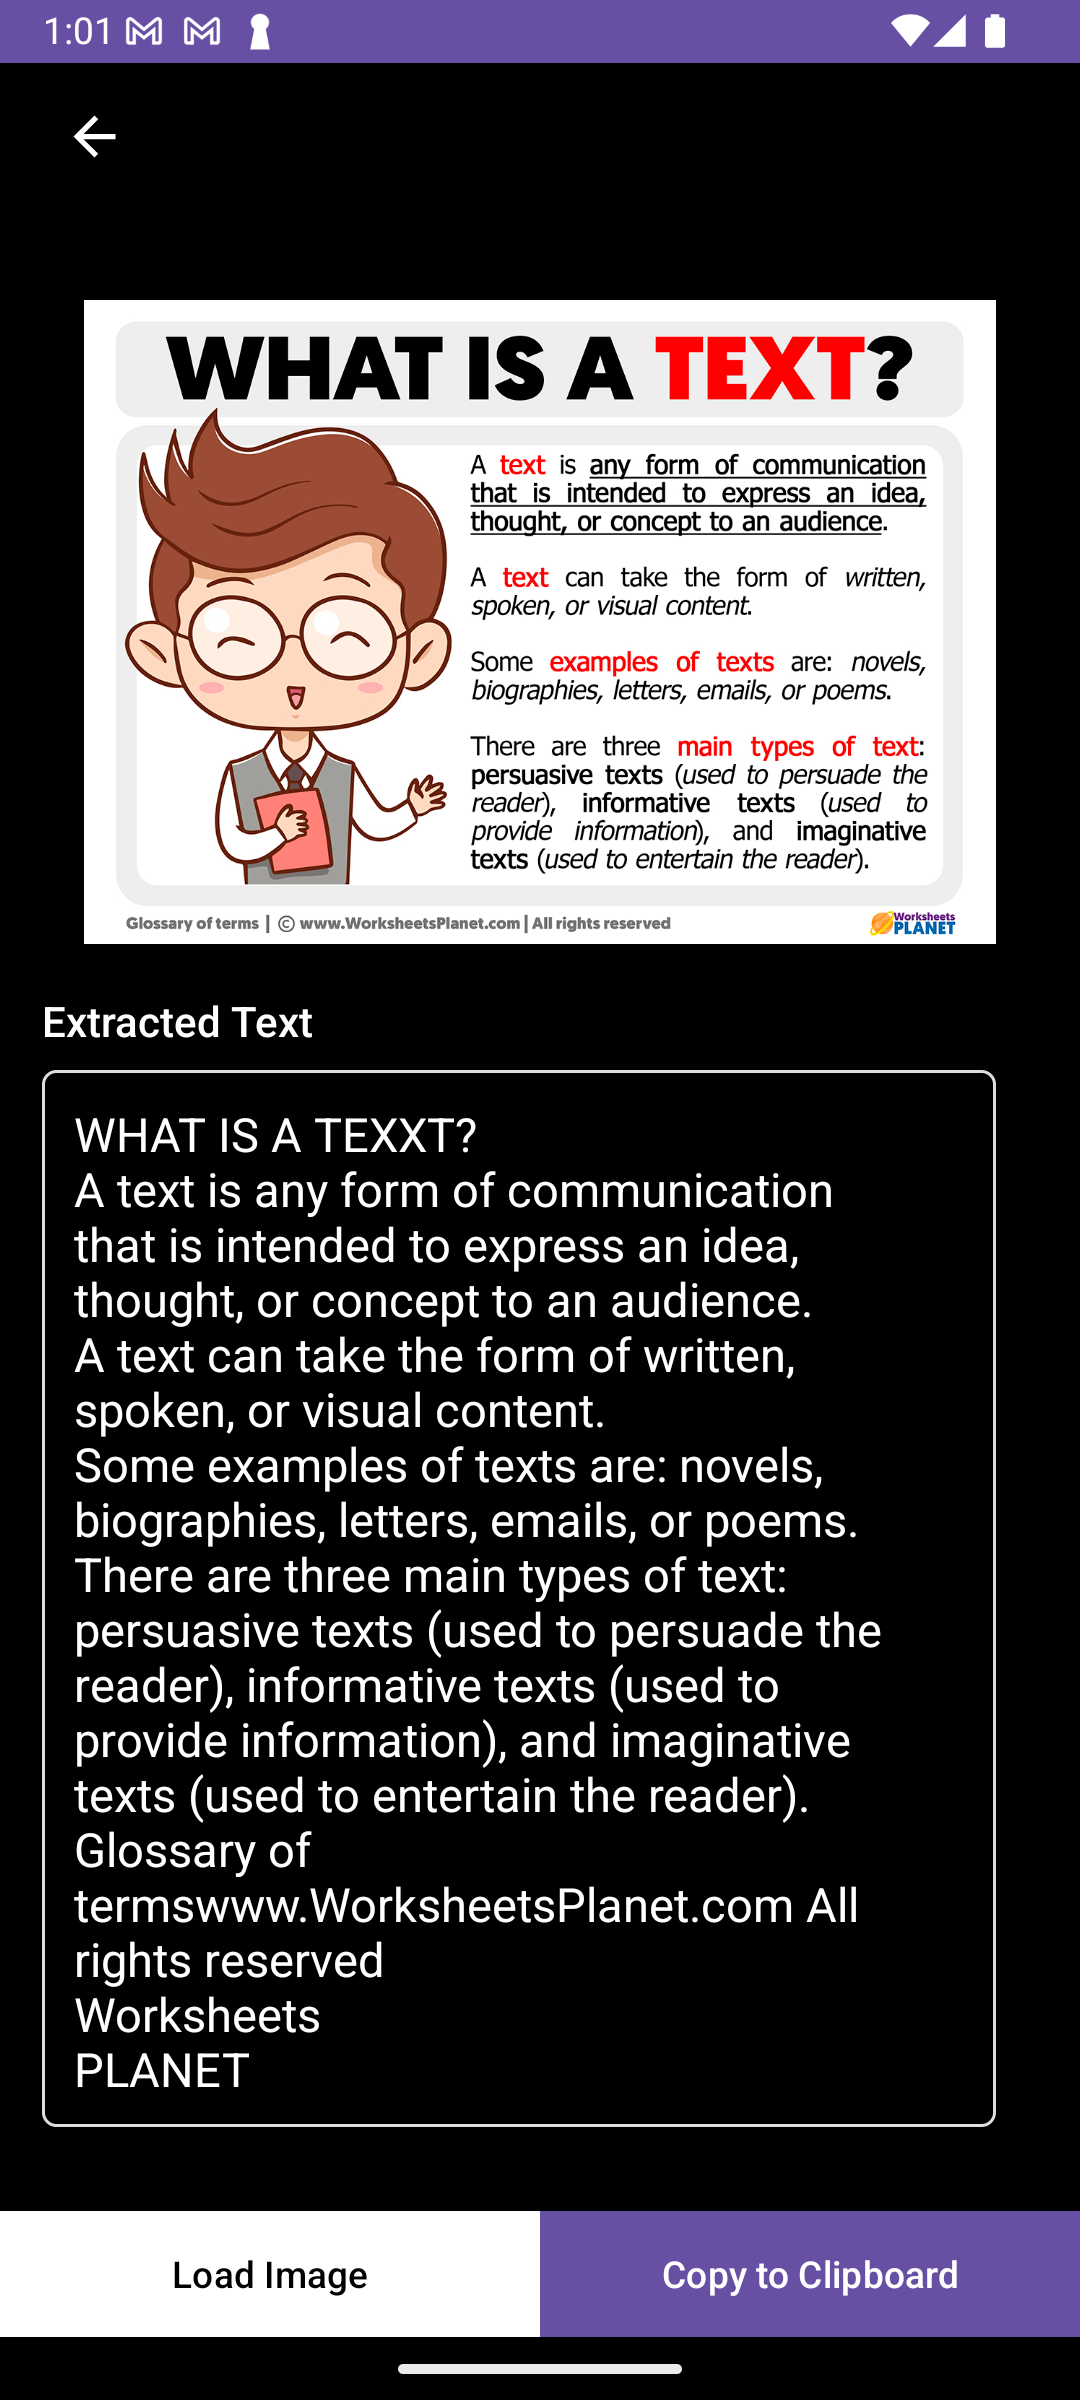 1:01
WHAT IS A TEXT?
A text is any form of communication
that is intended to express an idea,
thought, or concept to an audience.
A text can take the form of written,
spoken, or visual content.
Some examples of texts are: novels,
biographies, letters, emails, or poems.
There are three main types of text:
persuasive texts (used to persuade the
reader), informative texts (used to
provide information), and imaginative
texts (used to entertain the reader).
Glossary of terms | © www.WorksheetsPlanet.com | All rights reserved
Worksheets
PLANET
Extracted Text
WHAT IS A TEXXT?
A text is any form of communication
that is intended to express an idea,
thought, or concept to an audience.
A text can take the form of written,
spoken, or visual content.
Some examples of texts are: novels,
biographies, letters, emails, or poems.
There are three main types of text:
persuasive texts (used to persuade the
reader), informative texts (used to
provide information), and imaginative
texts (used to entertain the reader).
Glossary of
termswww.WorksheetsPlanet.com All
rights reserved
Worksheets
PLANET
Load Image
Copy to Clipboard